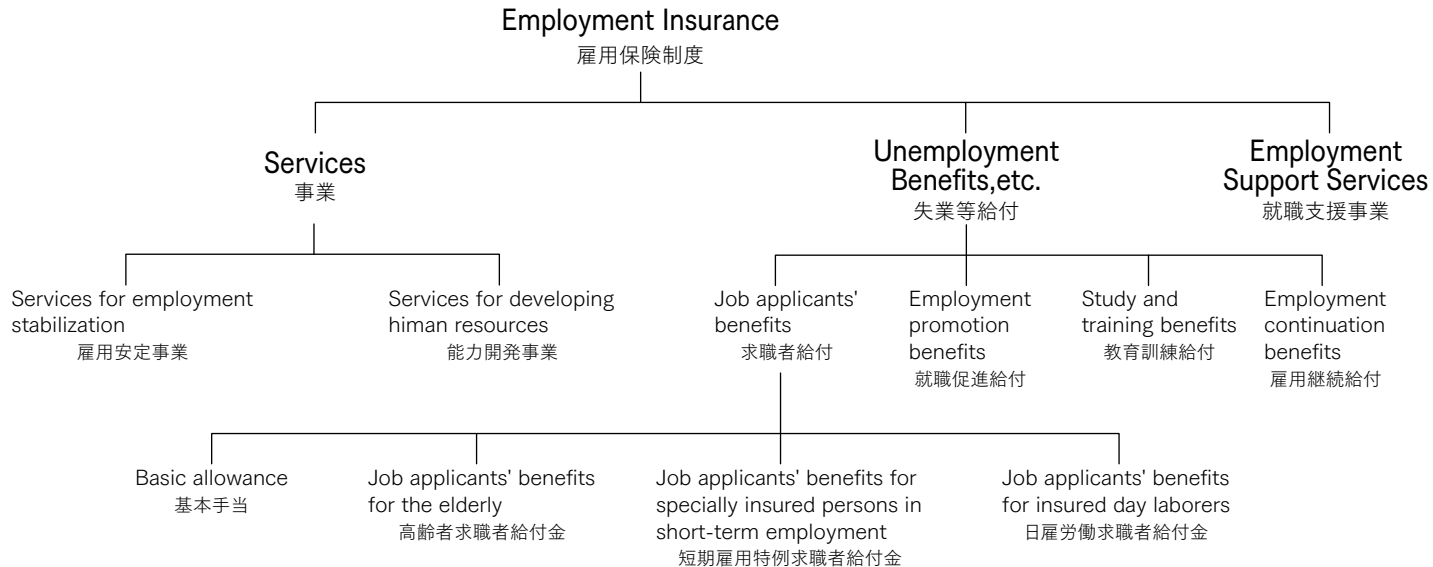 Employment Insurance
雇用保険制度
Services
事業
Unemployment
Benefits,etc.
失業等給付
Employment
Support Services
就職支援事業
Services for employment
stabilization
雇用安定事業
Services for developing
himan resources
能力開発事業
Job applicants'
benefits
求職者給付
Employment
promotion
benefits
就職促進給付
Study and
training benefits
教育訓練給付
Employment
continuation
benefits
雇用継続給付
Basic allowance
基本手当
Job applicants' benefits
for the elderly
高齢者求職者給付金
Job applicants' benefits for
specially insured persons in
short-term employment
短期雇用特例求職者給付金
Job applicants' benefits
for insured day laborers
日雇労働求職者給付金